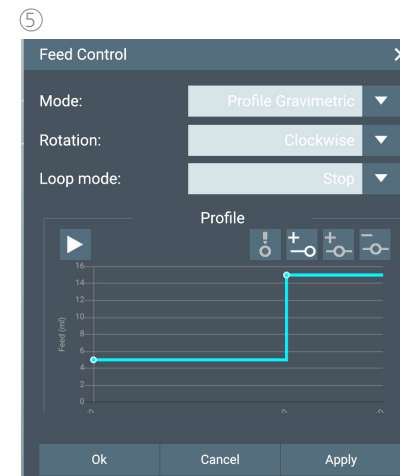 ⑤
Feed Control
Mode: Profile Gravimetric
Rotation: Clockwise
Loop mode: Stop
Profile
16
14
12
10
8
6
4
2
0
Feed (ml)
Ok Cancel Apply